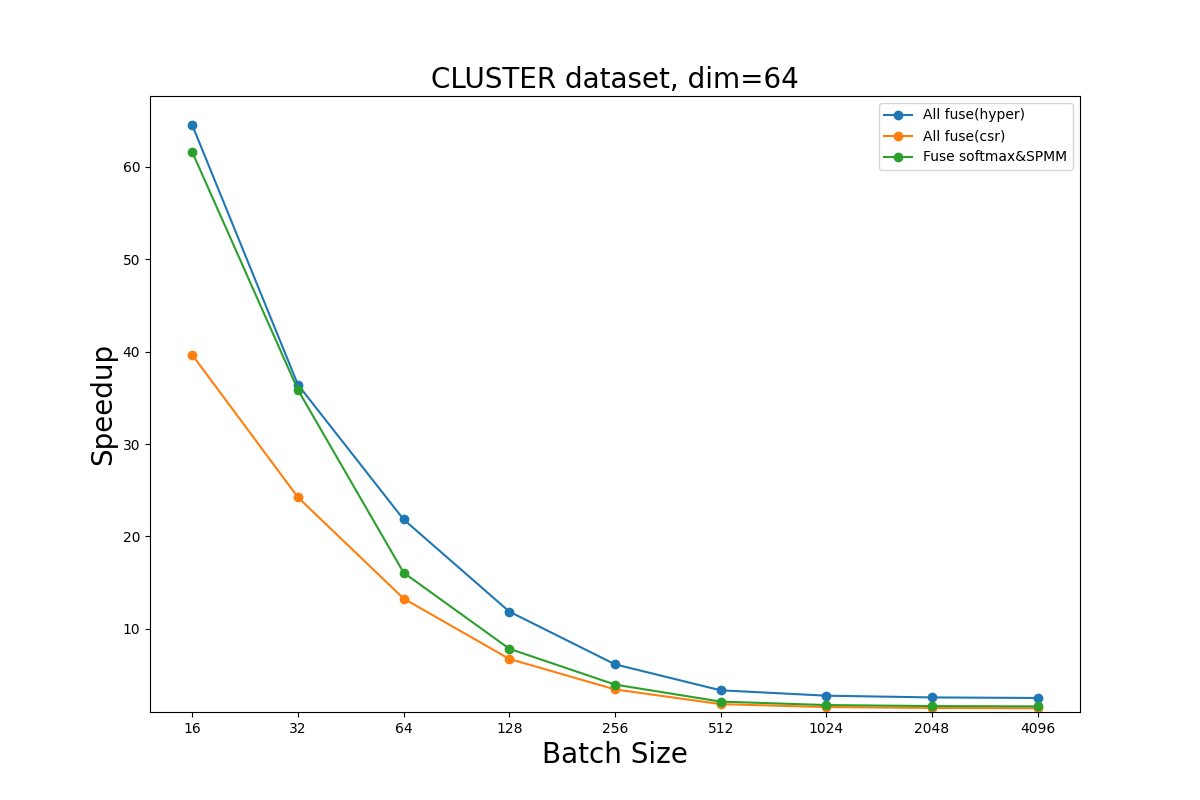 CLUSTER dataset, dim=64
All fuse(hyper)
All fuse(csr)
Fuse softmax&SPMM
60
50
40
30
20
10
Speedup
16 32 64 128 256 512 1024 2048 4096
Batch Size